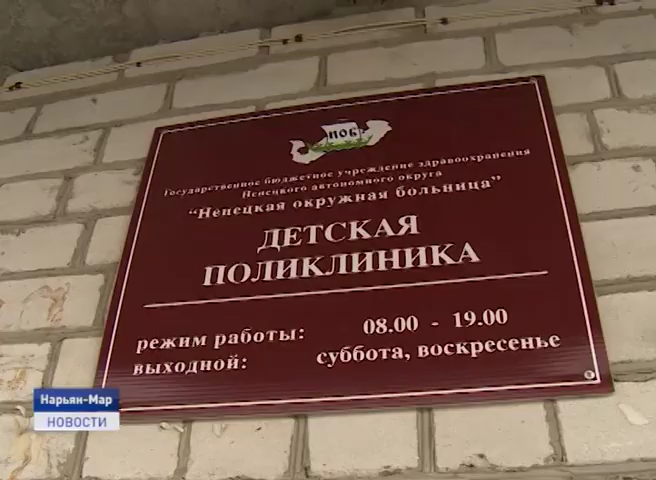 НОБ
Государственное бюджетное учреждение здравоохранения
Ненецкого автономного округа
"Ненецкая окружная больница"
ДЕТСКАЯ
ПОЛИКЛИНИКА
режим работы: 08.00 - 19.00
выходной: суббота, воскресенье
Нарьян-Мар
НОВОСТИ